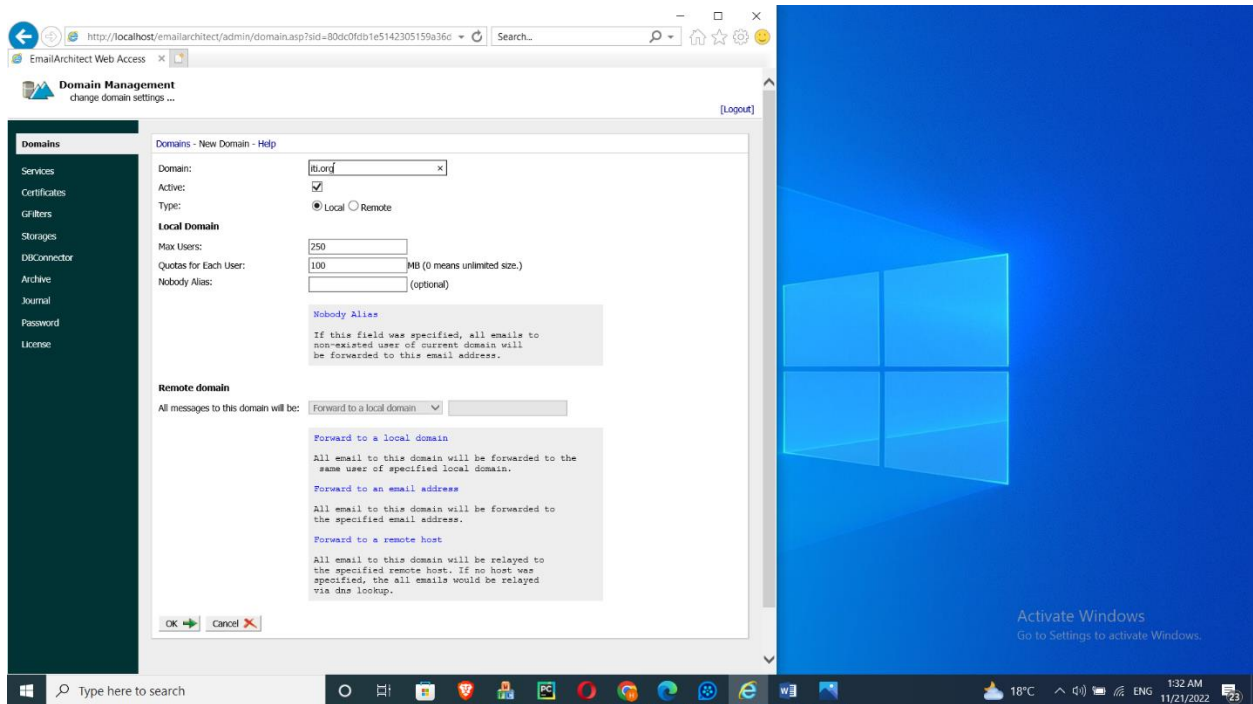 http://localhost/emailarchitect/admin/domain.asp?sid=80dc0fdb1e5142305159a36d
Search...
EmailArchitect Web Access
Domain Management
change domain settings ...
[Logout]
Domains
Services
Certificates
GFilters
Storages
DBConnector
Archive
Journal
Password
License
Domains - New Domain - Help
Domain: iti.org
Active:
Type: Local Remote
Local Domain
Max Users: 250
Quotas for Each User: 100 MB (0 means unlimited size.)
Nobody Alias: (optional)
Nobody Alias
If this field was specified, all emails to
non-existed user of current domain will
be forwarded to this email address.
Remote domain
All messages to this domain will be: Forward to a local domain
Forward to a local domain
All email to this domain will be forwarded to the
same user of specified local domain.
Forward to an email address
All email to this domain will be forwarded to
the specified email address.
Forward to a remote host
All email to this domain will be relayed to
the specified remote host. If no host was
specified, the all emails would be relayed
via dns lookup.
OK Cancel
Activate Windows
Go to Settings to activate Windows.
Type here to search
PC
18°C
ENG
1:32 AM
11/21/2022
23